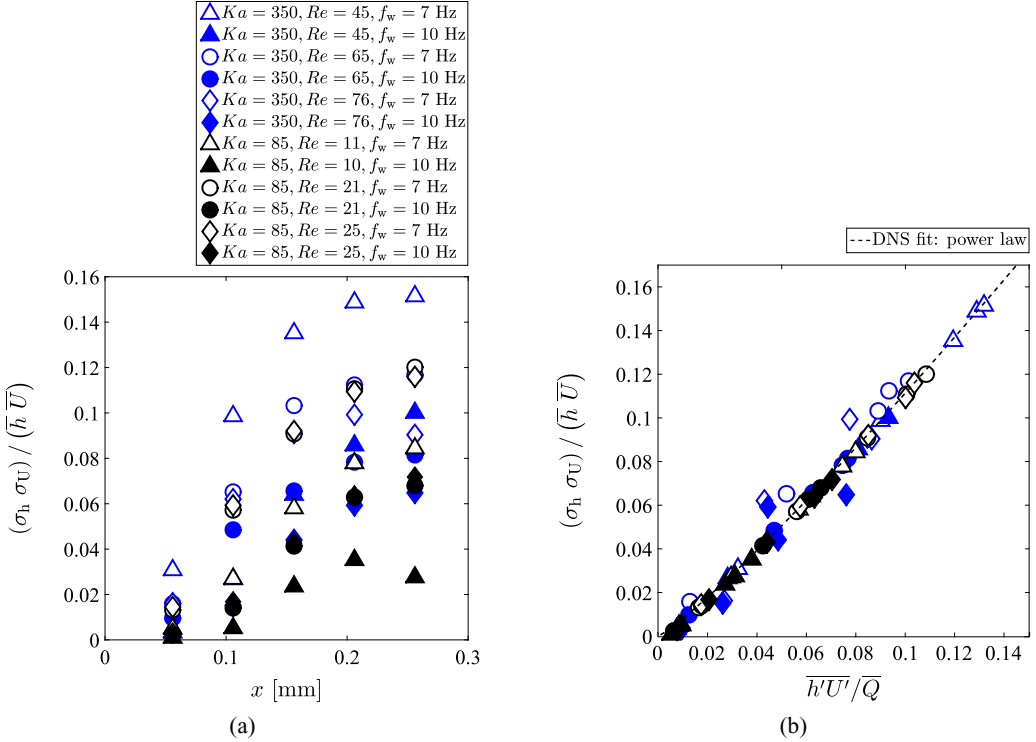 Ka = 350, Re = 45, f_w = 7 Hz
Ka = 350, Re = 45, f_w = 10 Hz
Ka = 350, Re = 65, f_w = 7 Hz
Ka = 350, Re = 65, f_w = 10 Hz
Ka = 350, Re = 76, f_w = 7 Hz
Ka = 350, Re = 76, f_w = 10 Hz
Ka = 85, Re = 11, f_w = 7 Hz
Ka = 85, Re = 10, f_w = 10 Hz
Ka = 85, Re = 21, f_w = 7 Hz
Ka = 85, Re = 21, f_w = 10 Hz
Ka = 85, Re = 25, f_w = 7 Hz
Ka = 85, Re = 25, f_w = 10 Hz
(σ_h σ_U) / (h̅ U̅)
0.16
0.14
0.12
0.1
0.08
0.06
0.04
0.02
0
0 0.1 0.2 0.3
x [mm]
(a)
DNS fit: power law
(σ_h σ_U) / (h̅ U̅)
0.16
0.14
0.12
0.1
0.08
0.06
0.04
0.02
0
0 0.02 0.04 0.06 0.08 0.1 0.12 0.14
\overline{h′U′}/\overline{Q}
(b)